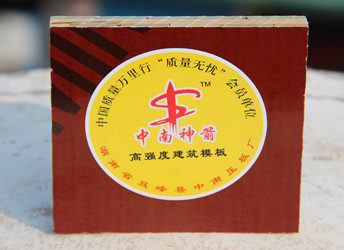 中国质量万里行“质量无忧”会员单位
TM
中南神箭
高强度建筑模板
湖南省双峰县中南压板厂